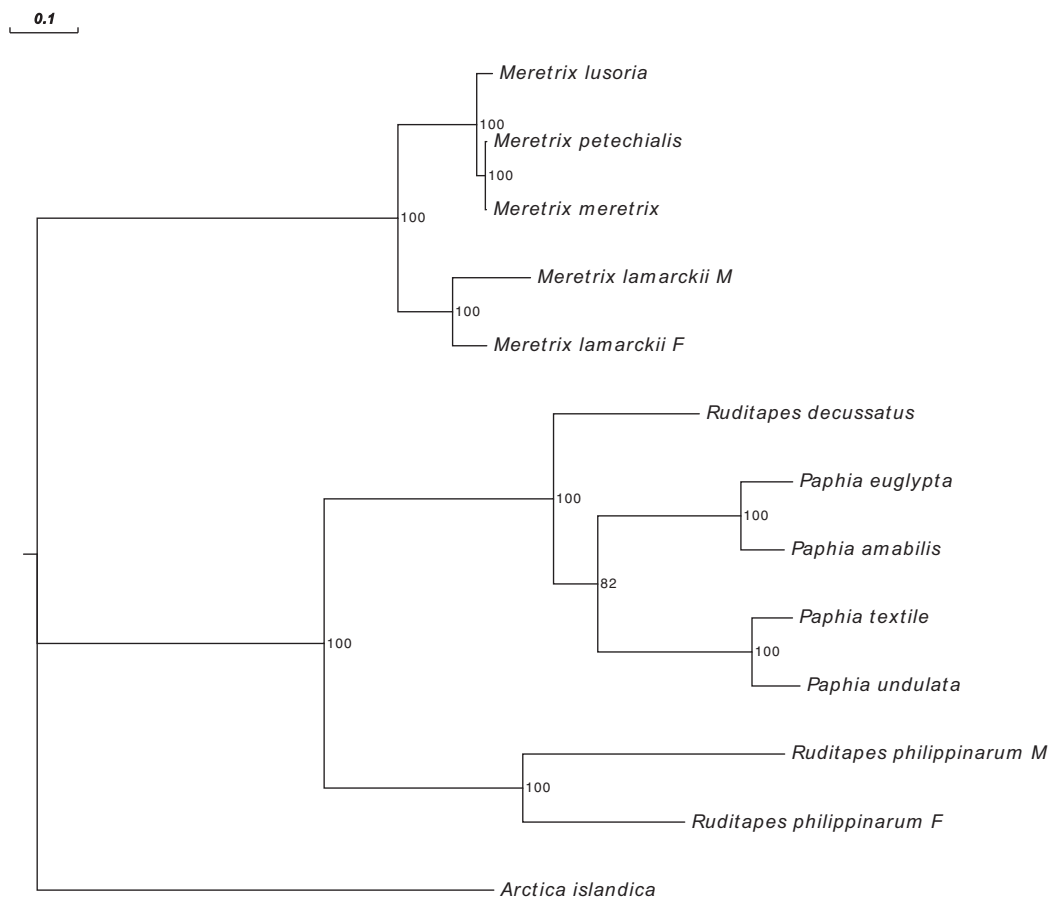 0.1
Meretrix lusoria
100
Meretrix petechialis
100
Meretrix meretrix
100
Meretrix lamarckii M
100
Meretrix lamarckii F
Ruditapes decussatus
Paphia euglypta
100
100
Paphia amabilis
82
Paphia textile
100
100
Paphia undulata
Ruditapes philippinarum M
100
Ruditapes philippinarum F
Arctica islandica